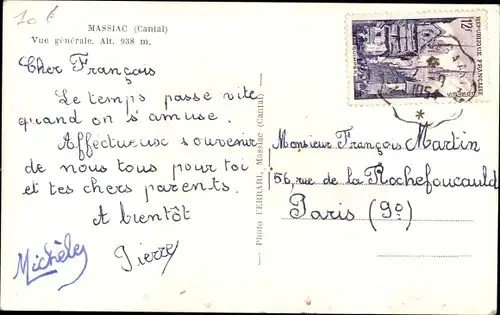 10 €
MASSIAC (Cantal)
Vue générale. Alt. 938 m.
Cher François
Le temps passe vite
quand on s'amuse.
Affectueux souvenir
de nous tous pour toi
et tes chers parents.
A bientôt
Michèle
Pierre
Photo FERRARI, Massiac (Cantal)
12F
REPUBLIQUE FRANÇAISE
Monsieur François Martin
56, rue de la Rochefoucauld
Paris (9º)